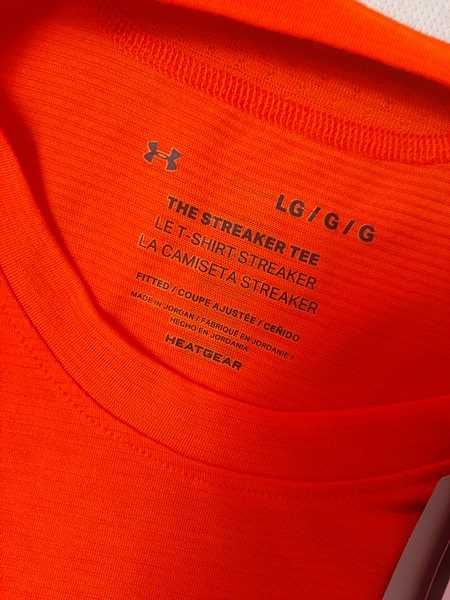 LG / G / G
THE STREAKER TEE
LE T-SHIRT STREAKER
LA CAMISETA STREAKER
FITTED / COUPE AJUSTÉE / CEÑIDO
MADE IN JORDAN / FABRIQUÉ EN JORDANIE /
HECHO EN JORDANIA
HEATGEAR